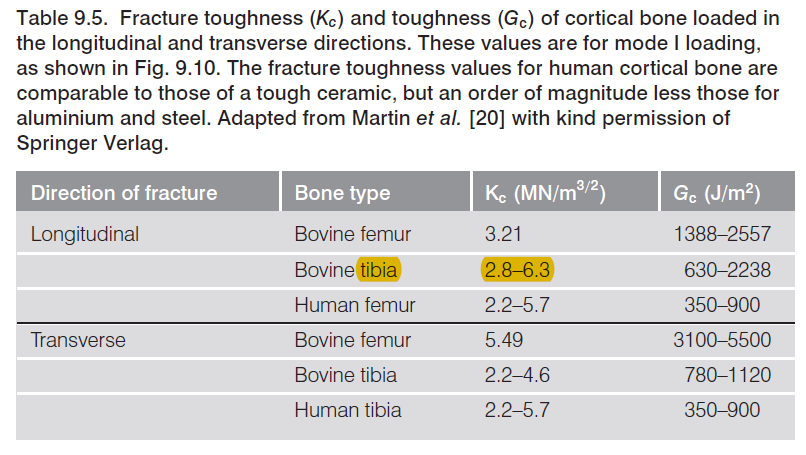 Table 9.5. Fracture toughness (Kc) and toughness (Gc) of cortical bone loaded in
the longitudinal and transverse directions. These values are for mode I loading,
as shown in Fig. 9.10. The fracture toughness values for human cortical bone are
comparable to those of a tough ceramic, but an order of magnitude less those for
aluminium and steel. Adapted from Martin et al. [20] with kind permission of
Springer Verlag.
Direction of fracture Bone type Kc (MN/m³/²) Gc (J/m²)
Longitudinal Bovine femur 3.21 1388–2557
Bovine tibia 2.8–6.3 630–2238
Human femur 2.2–5.7 350–900
Transverse Bovine femur 5.49 3100–5500
Bovine tibia 2.2–4.6 780–1120
Human tibia 2.2–5.7 350–900